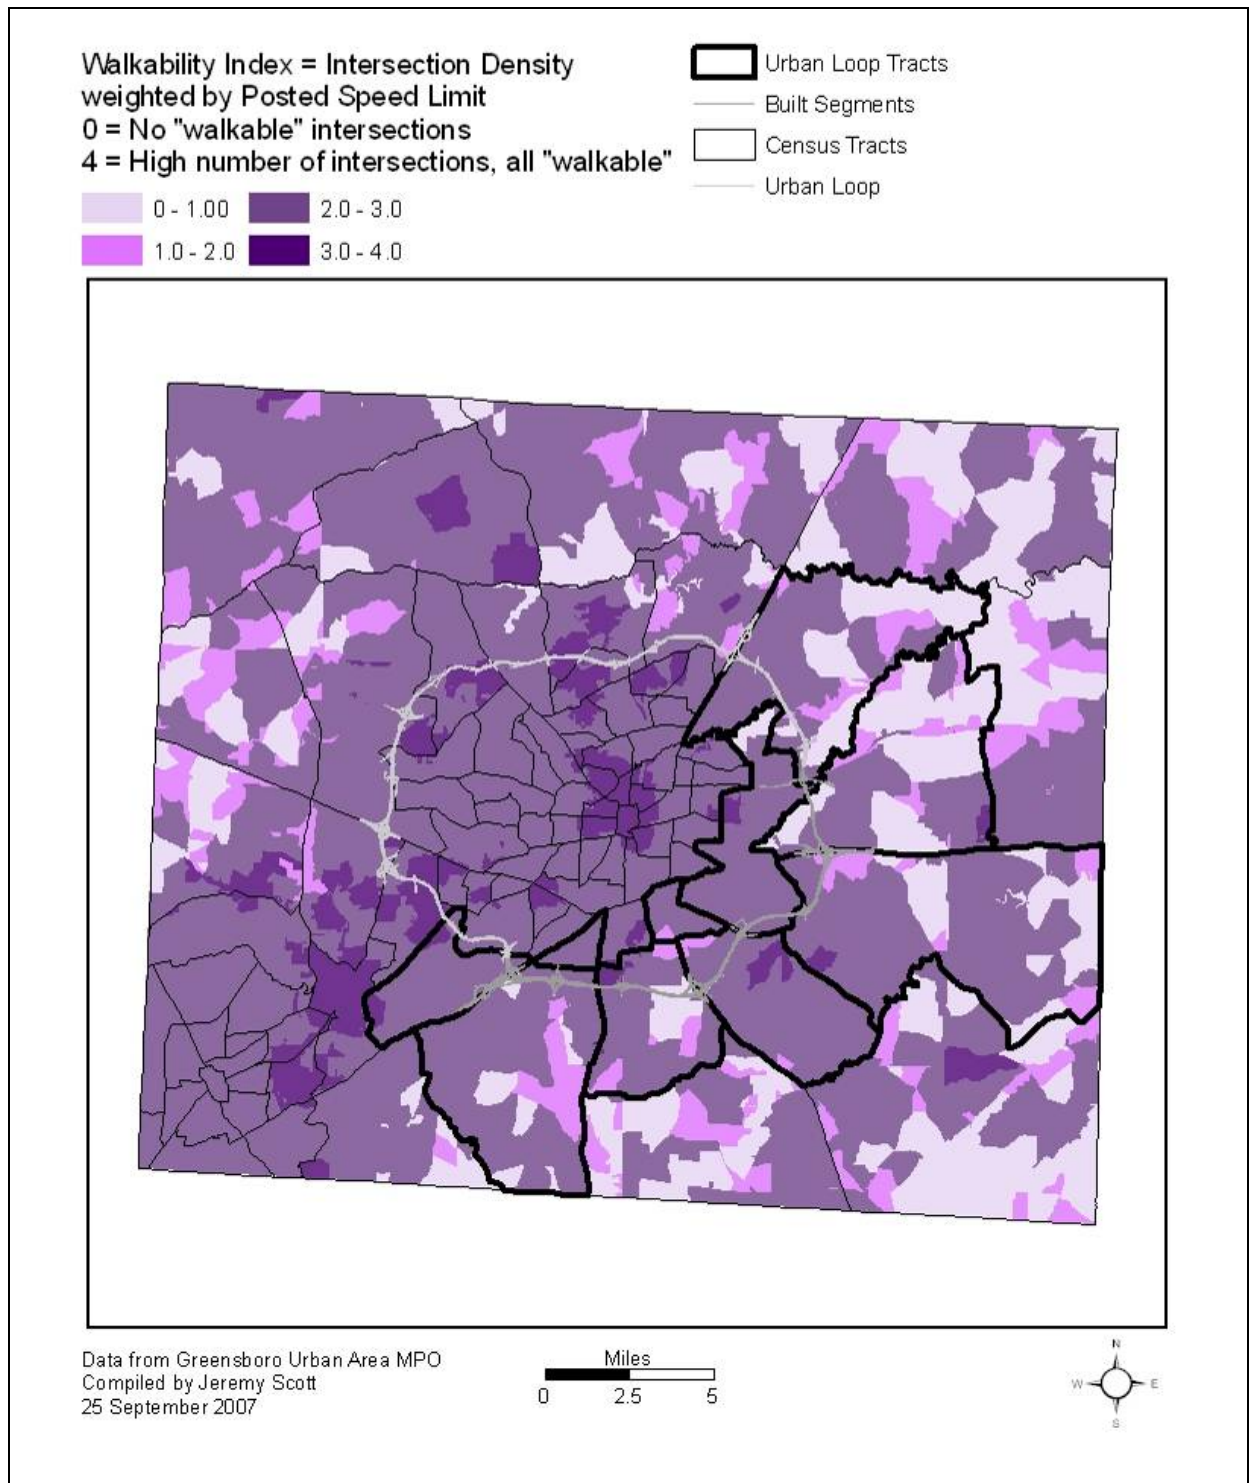 Walkability Index = Intersection Density
weighted by Posted Speed Limit
0 = No "walkable" intersections
4 = High number of intersections, all "walkable"
0 - 1.00
2.0 - 3.0
1.0 - 2.0
3.0 - 4.0
Urban Loop Tracts
Built Segments
Census Tracts
Urban Loop
Data from Greensboro Urban Area MPO
Compiled by Jeremy Scott
25 September 2007
Miles
0 2.5 5
N
W E
S